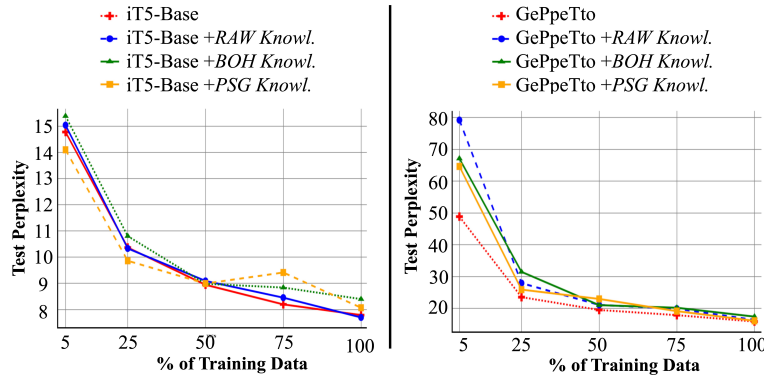 iT5-Base
iT5-Base +RAW Knowl.
iT5-Base +BOH Knowl.
iT5-Base +PSG Knowl.
15
14
13
12
11
10
9
8
Test Perplexity
5 25 50 75 100
% of Training Data
GePpeTto
GePpeTto +RAW Knowl.
GePpeTto +BOH Knowl.
GePpeTto +PSG Knowl.
80
70
60
50
40
30
20
Test Perplexity
5 25 50 75 100
% of Training Data